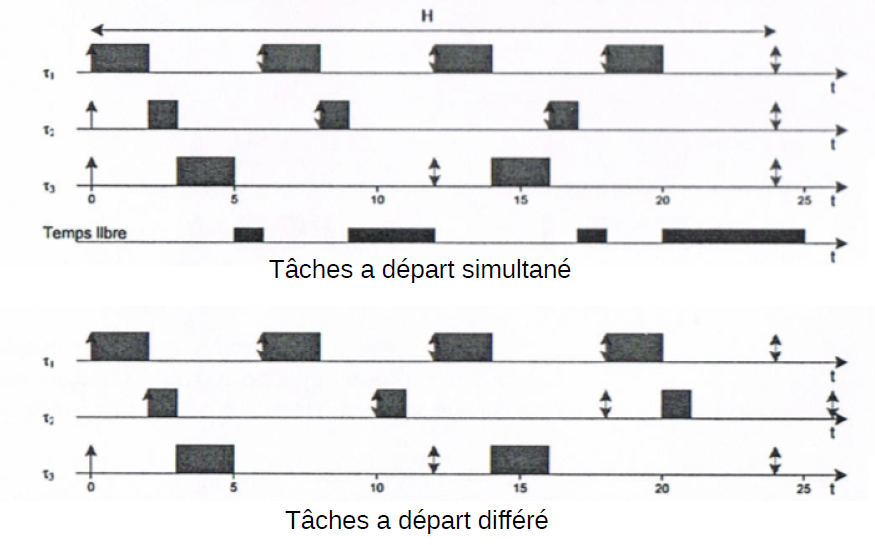 H
τ₁ t
τ₂ t
τ₃ 0 5 10 15 20 25 t
Temps libre t
Tâches a départ simultané
τ₁ t
τ₂ t
τ₃ 0 5 10 15 20 25 t
Tâches a départ différé